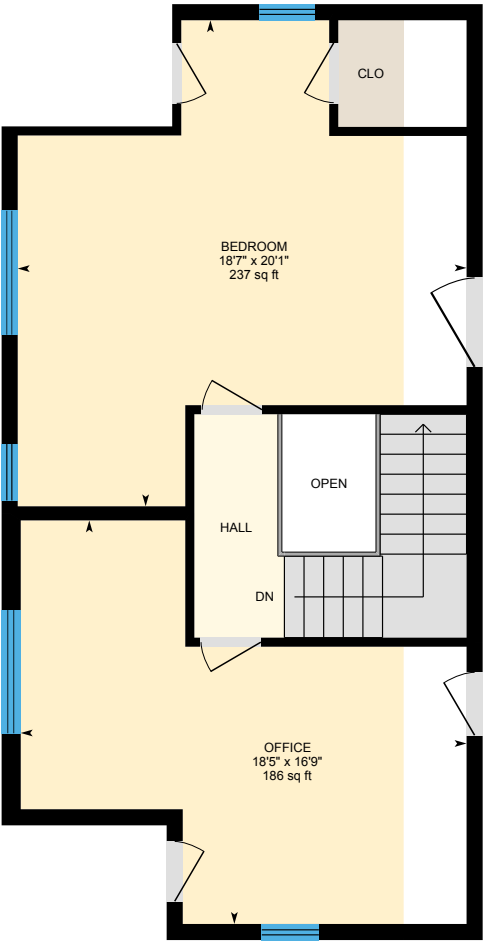 CLO
BEDROOM
18'7" x 20'1"
237 sq ft
OPEN
HALL
DN
OFFICE
18'5" x 16'9"
186 sq ft